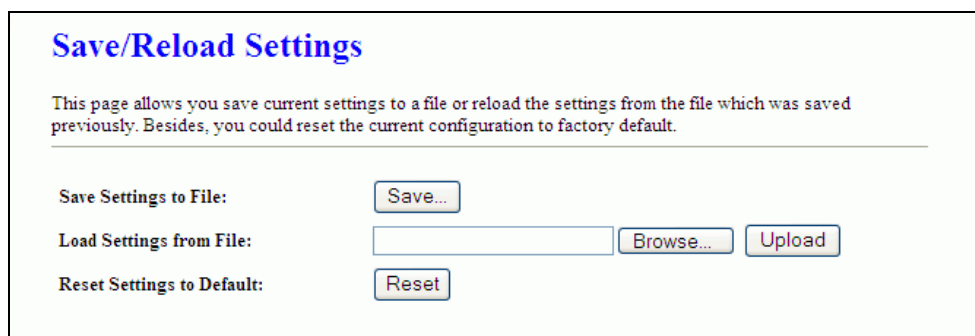 Save/Reload Settings
This page allows you save current settings to a file or reload the settings from the file which was saved
previously. Besides, you could reset the current configuration to factory default.
Save Settings to File: Save...
Load Settings from File: Browse... Upload
Reset Settings to Default: Reset